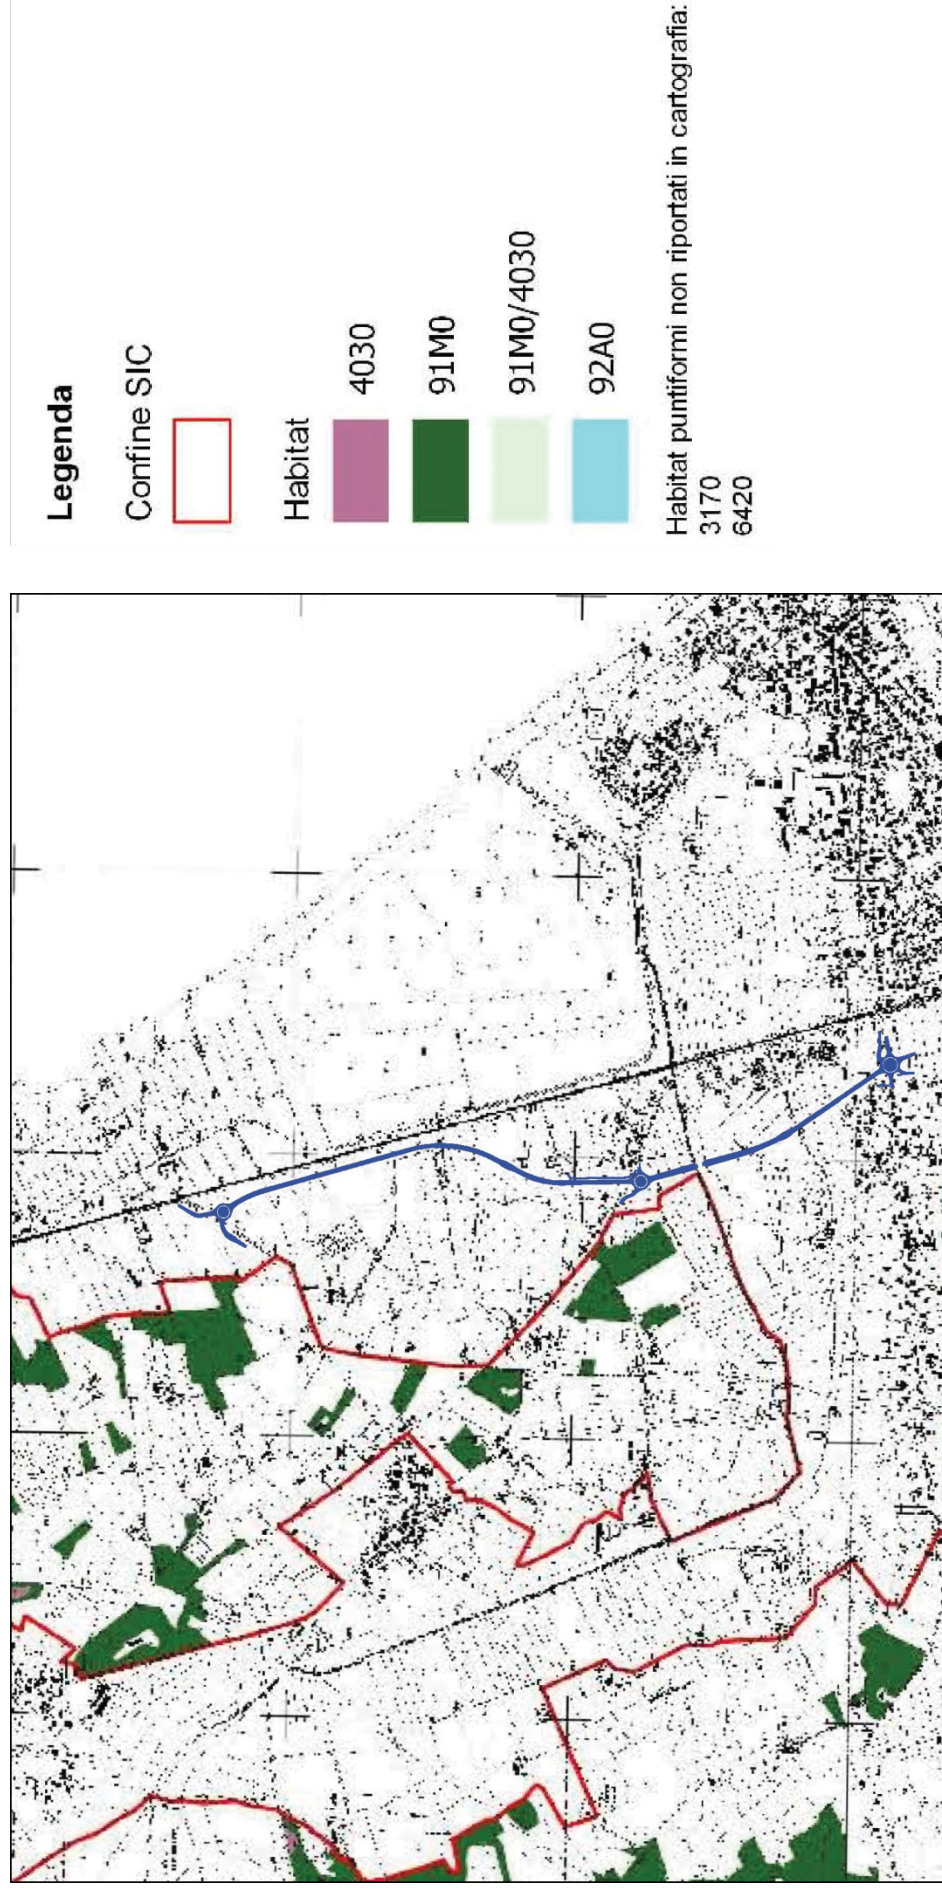 Legenda
Confine SIC
Habitat
4030
91M0
91M0/4030
92A0
Habitat puntiformi non riportati in cartografia:
3170
6420